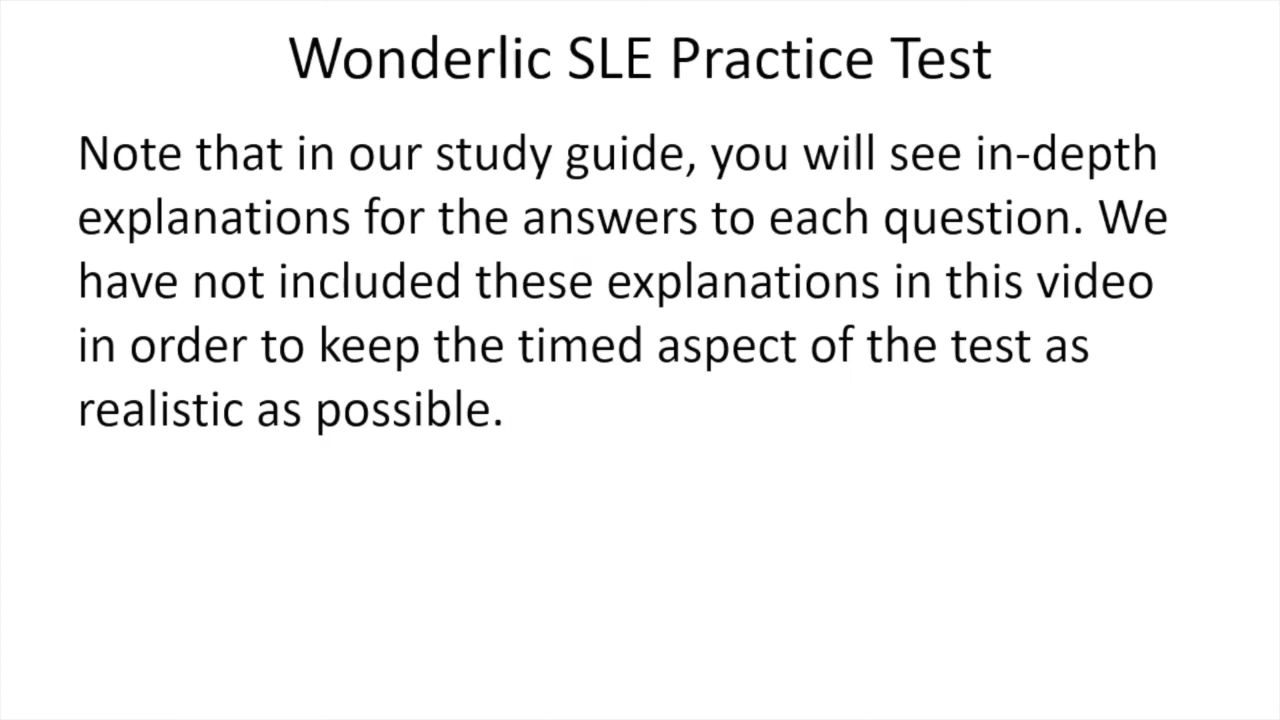 Wonderlic SLE Practice Test
Note that in our study guide, you will see in-depth
explanations for the answers to each question. We
have not included these explanations in this video
in order to keep the timed aspect of the test as
realistic as possible.